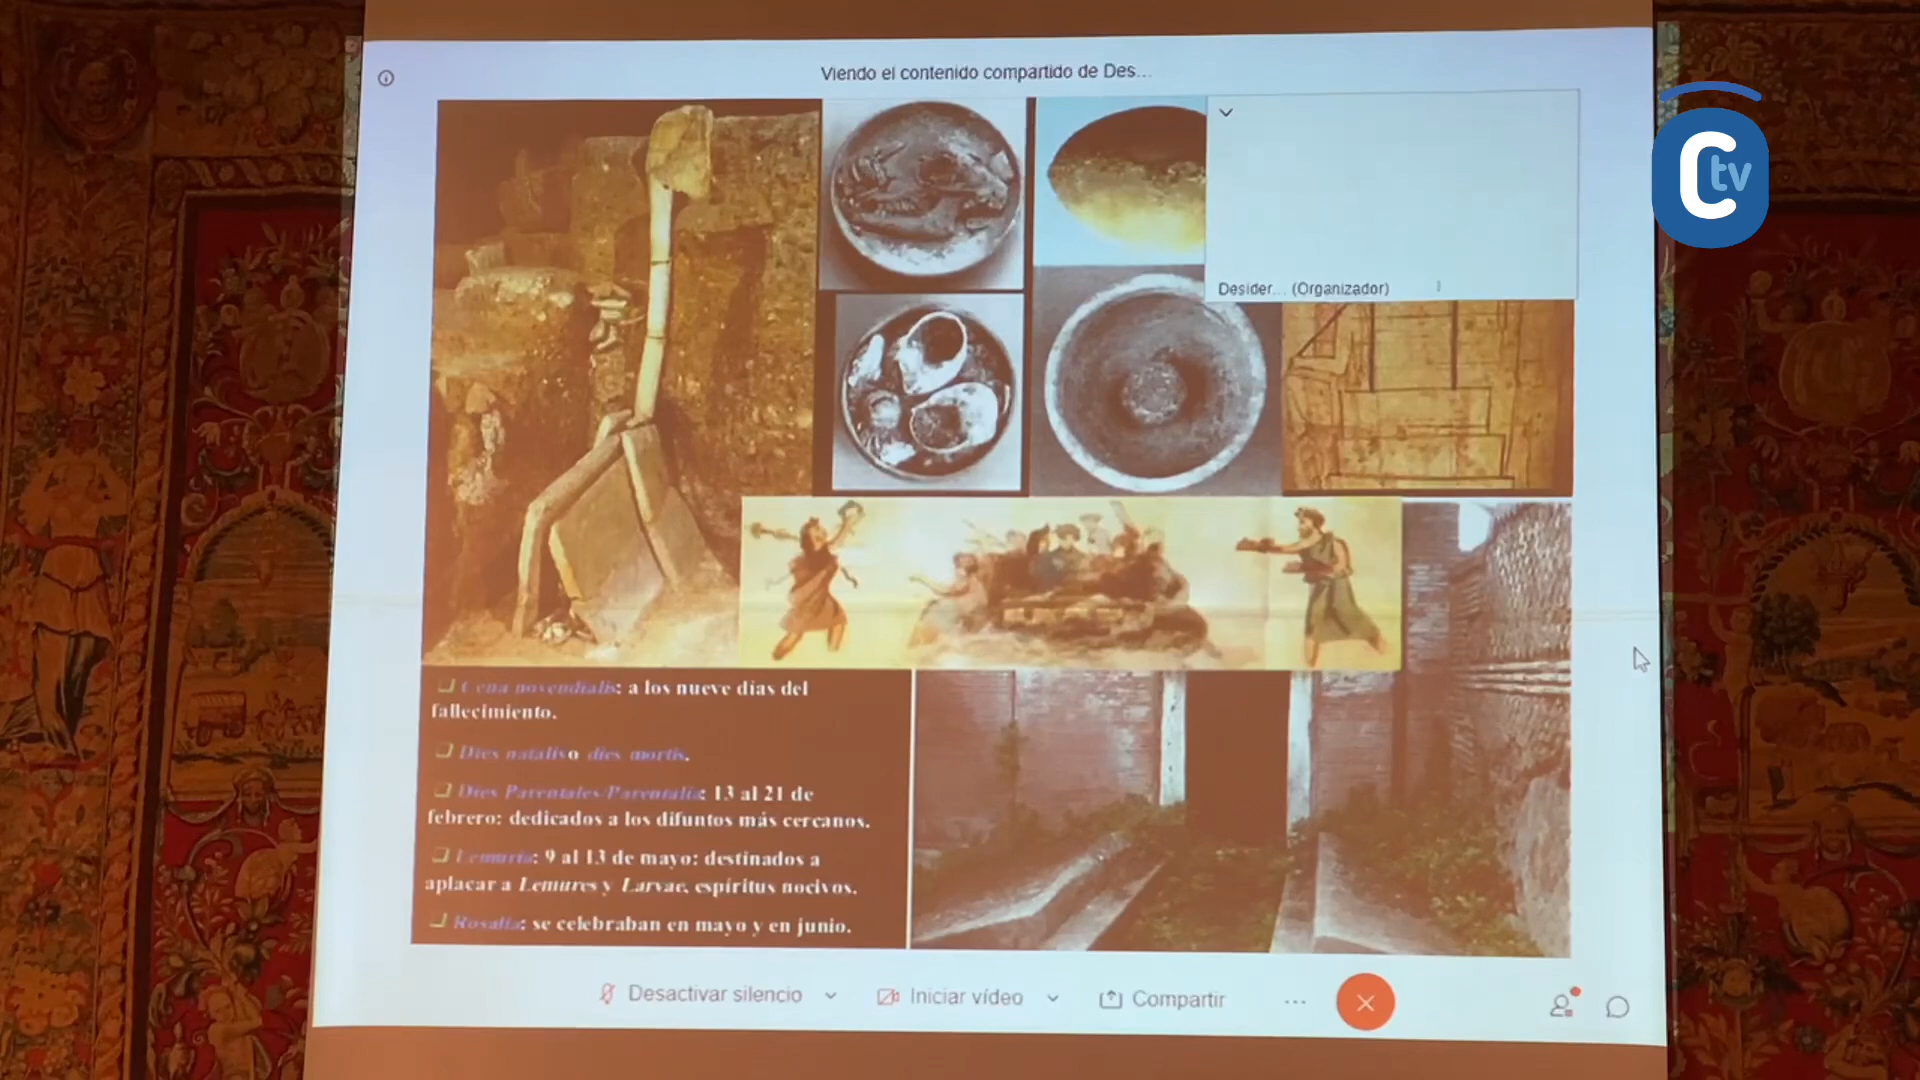 Viendo el contenido compartido de Des...
C tv
Desider... (Organizador)
Cena novendialis: a los nueve días del
fallecimiento.
Dies natalis o dies mortis.
Dies Parentales/Parentalia: 13 al 21 de
febrero: dedicados a los difuntos más cercanos.
Lemuria: 9 al 13 de mayo: destinados a
aplacar a Lemures y Larvae, espíritus nocivos.
Rosalia: se celebraban en mayo y en junio.
Desactivar silencio
Iniciar vídeo
Compartir